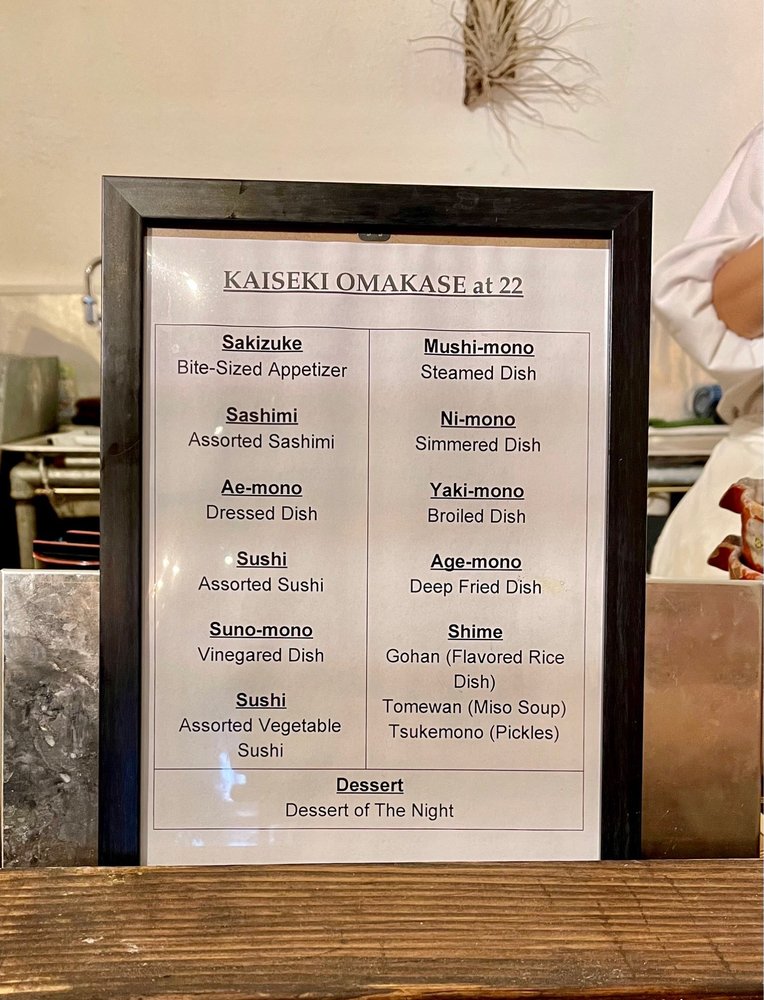 KAISEKI OMAKASE at 22
Sakizuke
Bite-Sized Appetizer
Sashimi
Assorted Sashimi
Ae-mono
Dressed Dish
Sushi
Assorted Sushi
Suno-mono
Vinegared Dish
Sushi
Assorted Vegetable
Sushi
Mushi-mono
Steamed Dish
Ni-mono
Simmered Dish
Yaki-mono
Broiled Dish
Age-mono
Deep Fried Dish
Shime
Gohan (Flavored Rice
Dish)
Tomewan (Miso Soup)
Tsukemono (Pickles)
Dessert
Dessert of The Night